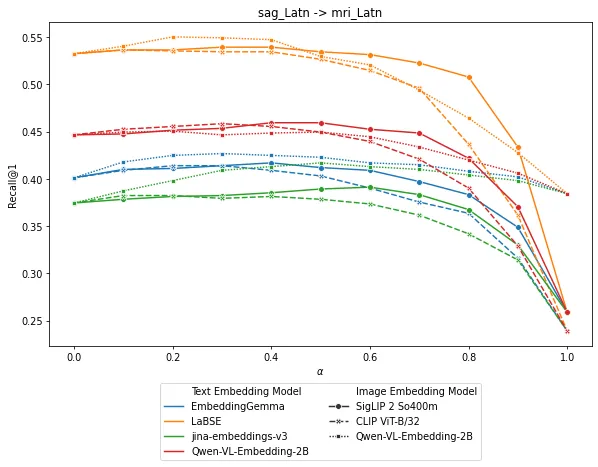 sag_Latn -> mri_Latn
Recall@1
0.55
0.50
0.45
0.40
0.35
0.30
0.25
0.0 0.2 0.4 0.6 0.8 1.0
α
Text Embedding Model Image Embedding Model
EmbeddingGemma SigLIP 2 So400m
LaBSE CLIP ViT-B/32
jina-embeddings-v3 Qwen-VL-Embedding-2B
Qwen-VL-Embedding-2B